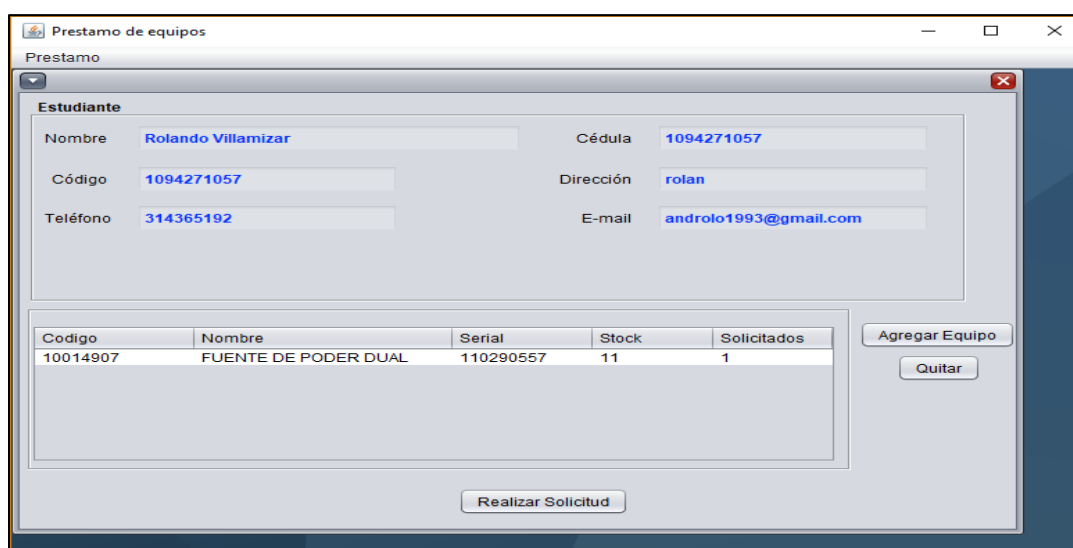 Prestamo de equipos
Prestamo
Estudiante
Nombre Rolando Villamizar Cédula 1094271057
Código 1094271057 Dirección rolan
Teléfono 314365192 E-mail androlo1993@gmail.com
Codigo Nombre Serial Stock Solicitados
10014907 FUENTE DE PODER DUAL 110290557 11 1
Agregar Equipo
Quitar
Realizar Solicitud